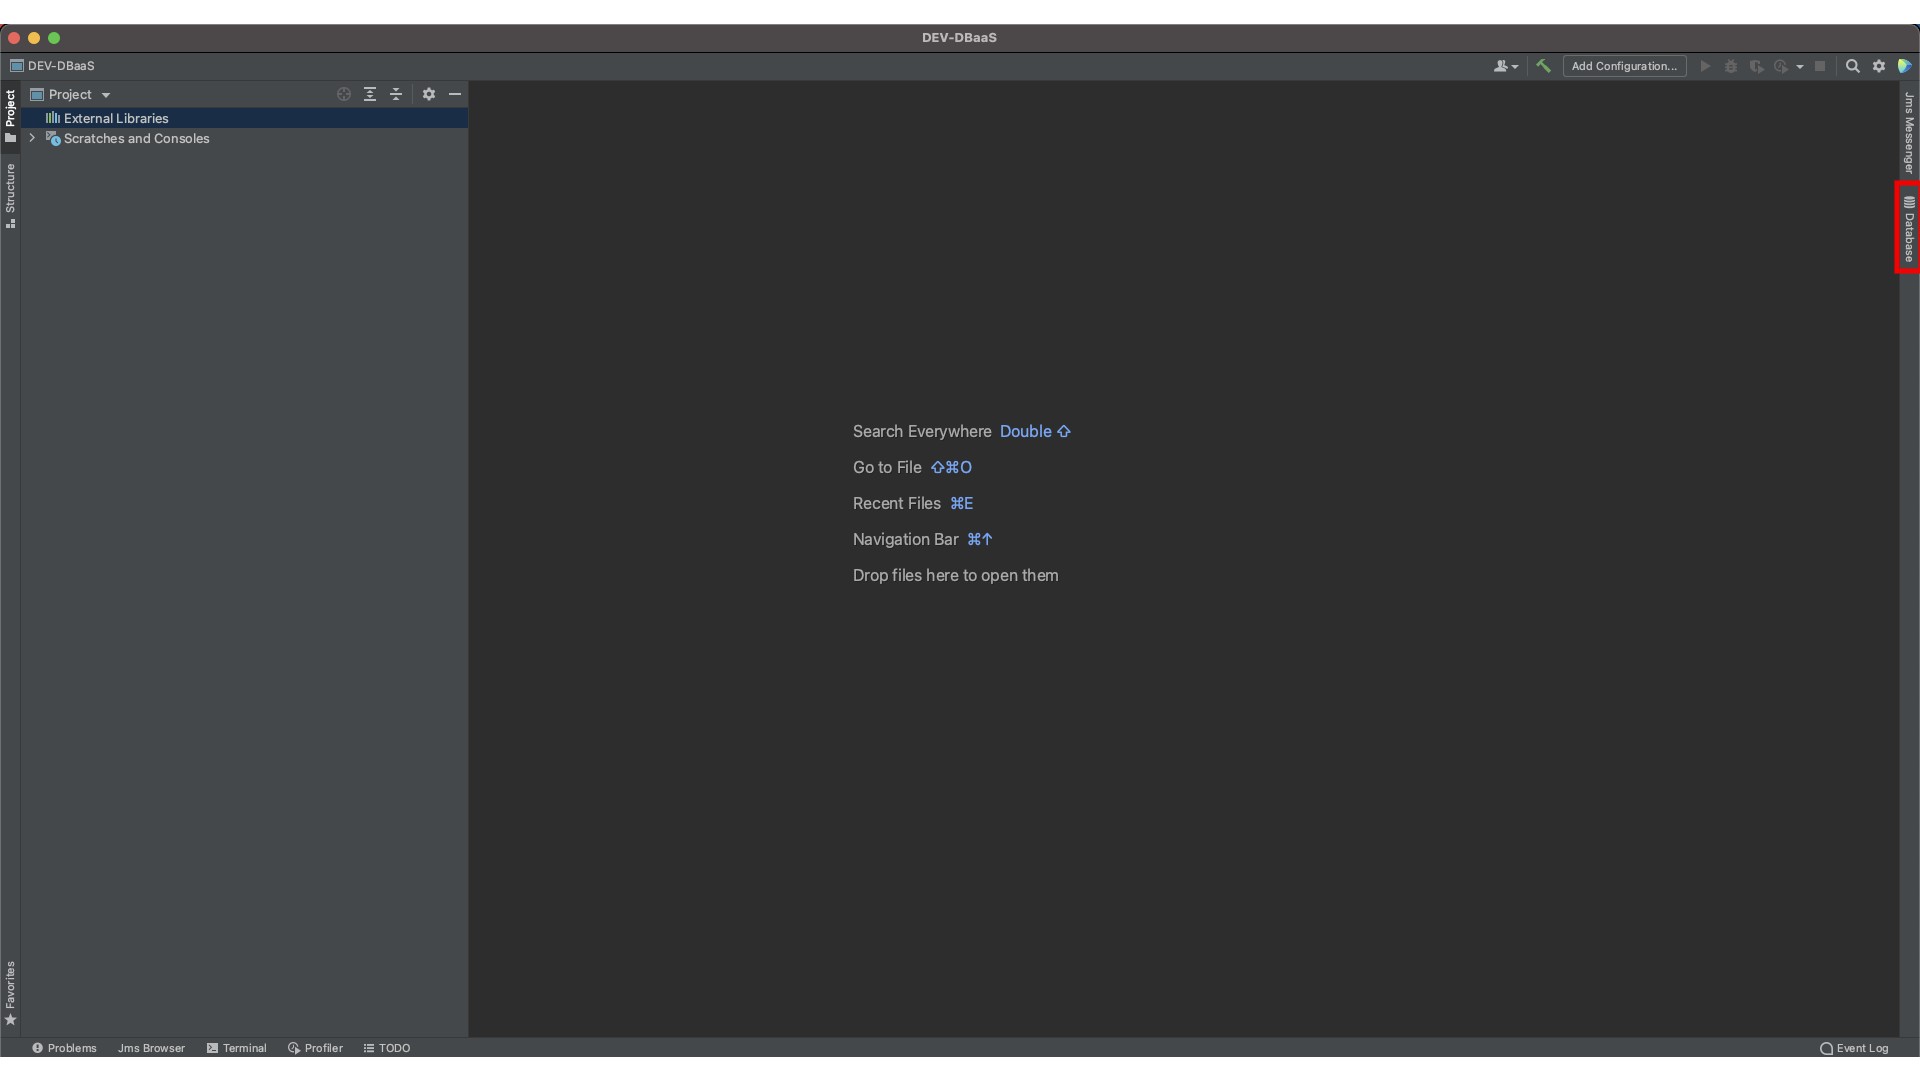 DEV-DBaaS
DEV-DBaaS
Add Configuration...
Project
Project
External Libraries
Scratches and Consoles
Structure
Favorites
Jms Messenger
Database
Search Everywhere Double ⇧
Go to File ⇧⌘O
Recent Files ⌘E
Navigation Bar ⌘↑
Drop files here to open them
Problems Jms Browser Terminal Profiler TODO Event Log